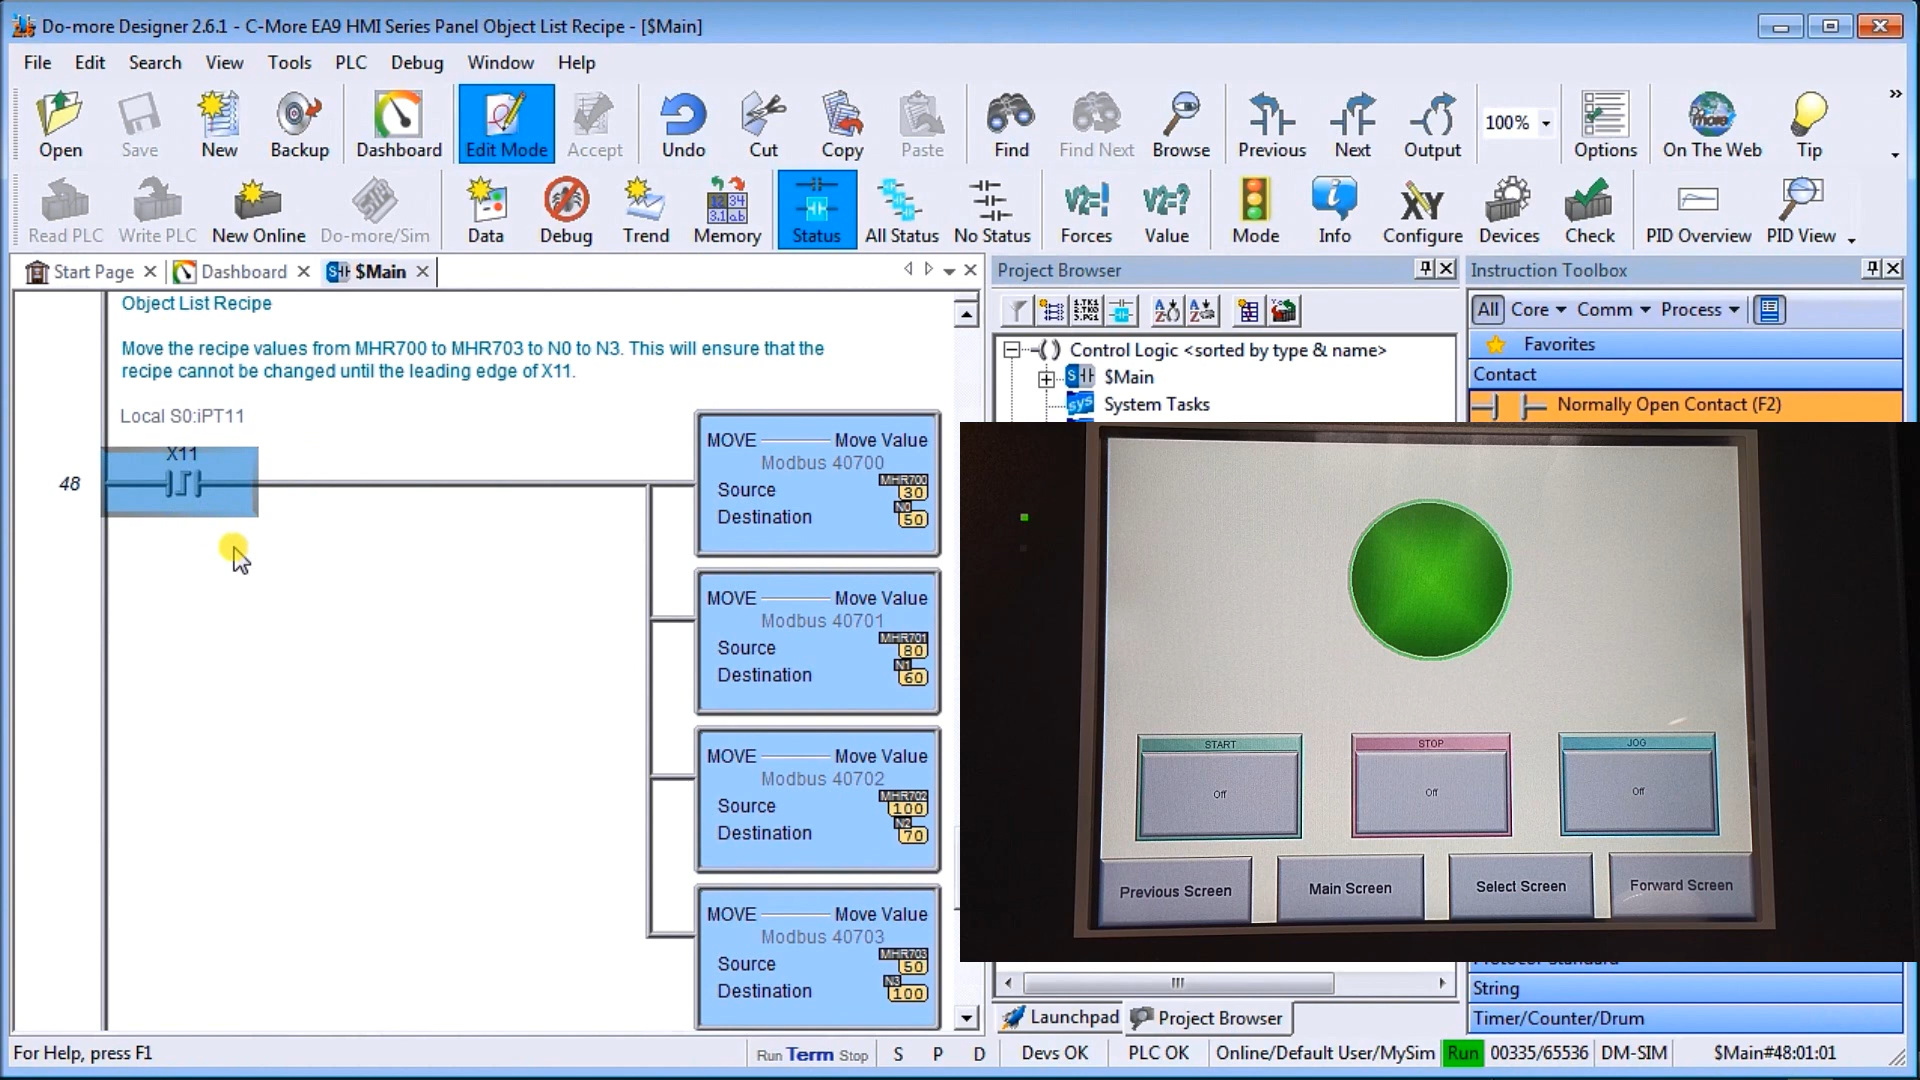 Do-more Designer 2.6.1 - C-More EA9 HMI Series Panel Object List Recipe - [$Main]
File Edit Search View Tools PLC Debug Window Help
Open Save New Backup Dashboard Edit Mode Accept Undo Cut Copy Paste Find Find Next Browse Previous Next Output 100% Options On The Web Tip
Read PLC Write PLC New Online Do-more/Sim Data Debug Trend Memory Status All Status No Status Forces Value Mode Info Configure Devices Check PID Overview PID View
Start Page Dashboard $Main
Object List Recipe
Move the recipe values from MHR700 to MHR703 to N0 to N3. This will ensure that the
recipe cannot be changed until the leading edge of X11.
Local S0:iPT11
X11
48
MOVE Move Value
Modbus 40700
Source MHR700 30
Destination N0 50
MOVE Move Value
Modbus 40701
Source MHR701 80
Destination N1 60
MOVE Move Value
Modbus 40702
Source MHR702 100
Destination N2 70
MOVE Move Value
Modbus 40703
Source MHR703 50
Destination N3 100
Project Browser
Control Logic <sorted by type & name>
$Main
System Tasks
Instruction Toolbox
All Core Comm Process
Favorites
Contact
Normally Open Contact (F2)
START STOP JOG
Off Off Off
Previous Screen Main Screen Select Screen Forward Screen
String
Timer/Counter/Drum
Launchpad Project Browser
For Help, press F1 Run Term Stop S P D Devs OK PLC OK Online/Default User/MySim Run 00335/65536 DM-SIM $Main#48:01:01